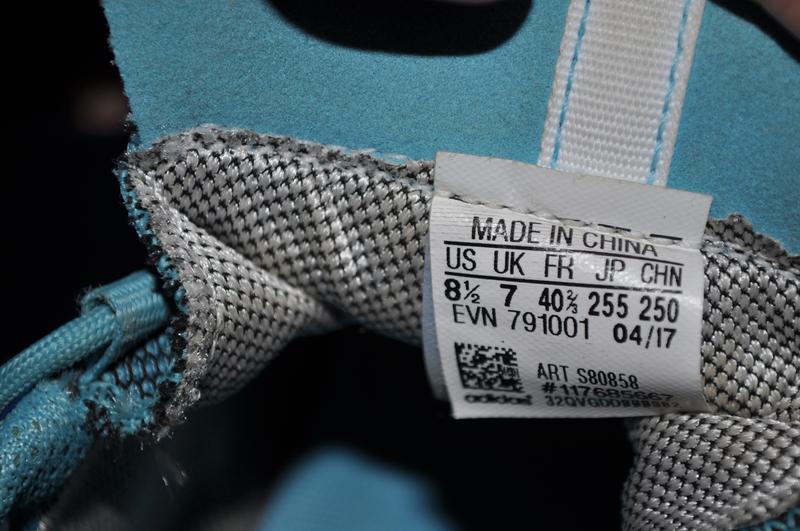 MADE IN CHINA
US UK FR JP CHN
8½ 7 40⅔ 255 250
EVN 791001 04/17
ART S80858
#117685667
adidas